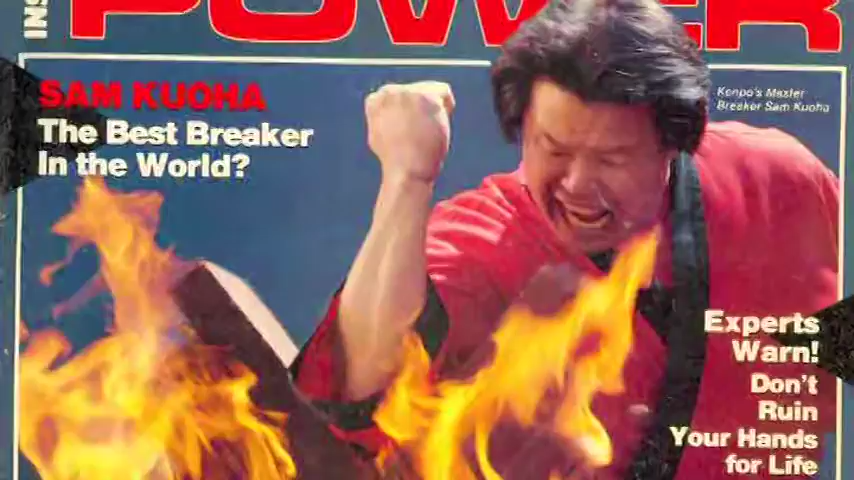 INS
POWER
SAM KUOHA
The Best Breaker
In the World?
Kenpo's Master
Breaker Sam Kuoha
Experts
Warn!
Don't
Ruin
Your Hands
for Life